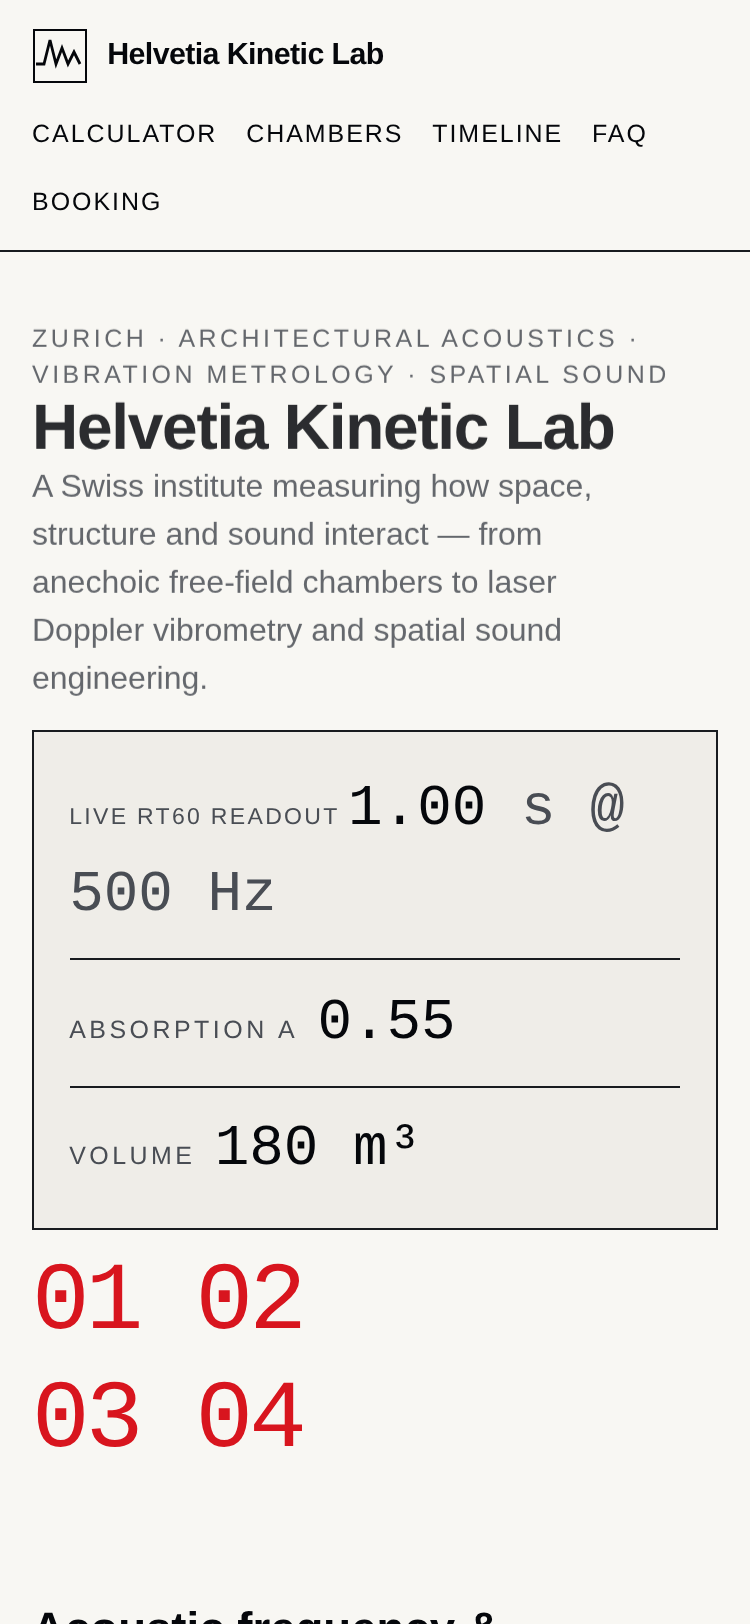 Helvetia Kinetic Lab
CALCULATOR CHAMBERS TIMELINE FAQ
BOOKING
ZURICH · ARCHITECTURAL ACOUSTICS ·
VIBRATION METROLOGY · SPATIAL SOUND
Helvetia Kinetic Lab
A Swiss institute measuring how space,
structure and sound interact — from
anechoic free-field chambers to laser
Doppler vibrometry and spatial sound
engineering.
LIVE RT60 READOUT 1.00 s @
500 Hz
ABSORPTION A 0.55
VOLUME 180 m³
01 02
03 04
Acoustic frequency &